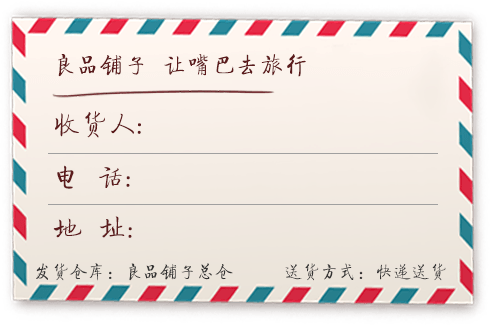 良品铺子 让嘴巴去旅行
收货人:
电 话:
地 址:
发货仓库: 良品铺子总仓 送货方式: 快递送货